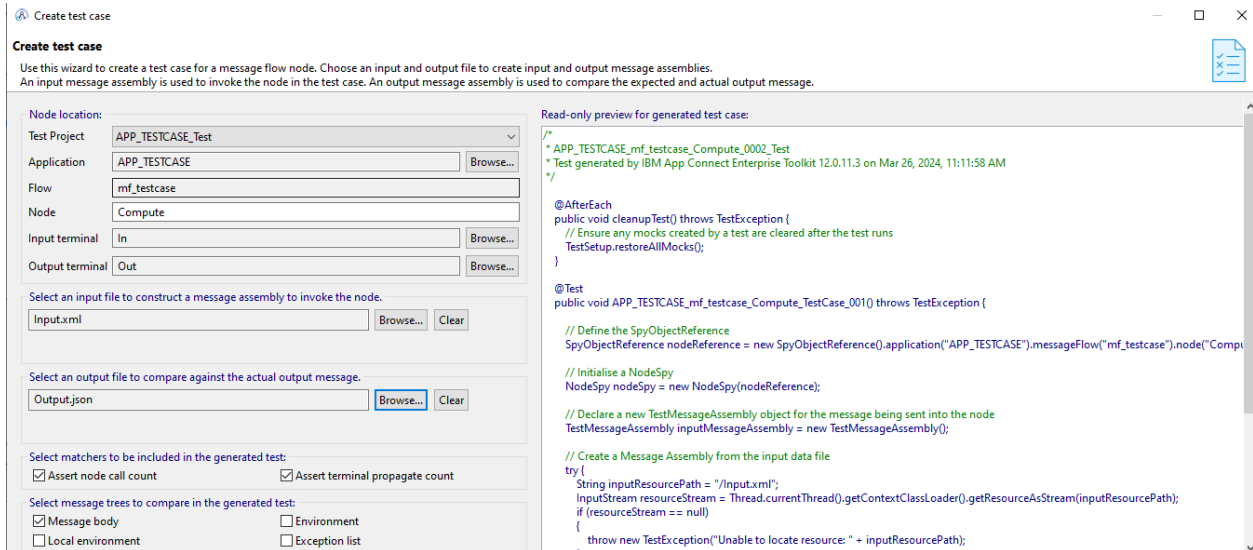 Create test case
Create test case
Use this wizard to create a test case for a message flow node. Choose an input and output file to create input and output message assemblies.
An input message assembly is used to invoke the node in the test case. An output message assembly is used to compare the expected and actual output message.
Node location:
Test Project APP_TESTCASE_Test
Application APP_TESTCASE Browse...
Flow mf_testcase
Node Compute
Input terminal In Browse...
Output terminal Out Browse...
Select an input file to construct a message assembly to invoke the node.
Input.xml Browse... Clear
Select an output file to compare against the actual output message.
Output.json Browse... Clear
Select matchers to be included in the generated test:
Assert node call count Assert terminal propagate count
Select message trees to compare in the generated test:
Message body Environment
Local environment Exception list
Read-only preview for generated test case:
/*
* APP_TESTCASE_mf_testcase_Compute_0002_Test
* Test generated by IBM App Connect Enterprise Toolkit 12.0.11.3 on Mar 26, 2024, 11:11:58 AM
*/
@AfterEach
public void cleanupTest() throws TestException {
// Ensure any mocks created by a test are cleared after the test runs
TestSetup.restoreAllMocks();
}
@Test
public void APP_TESTCASE_mf_testcase_Compute_TestCase_001() throws TestException {
// Define the SpyObjectReference
SpyObjectReference nodeReference = new SpyObjectReference().application("APP_TESTCASE").messageFlow("mf_testcase").node("Compu
// Initialise a NodeSpy
NodeSpy nodeSpy = new NodeSpy(nodeReference);
// Declare a new TestMessageAssembly object for the message being sent into the node
TestMessageAssembly inputMessageAssembly = new TestMessageAssembly();
// Create a Message Assembly from the input data file
try {
String inputResourcePath = "/Input.xml";
InputStream resourceStream = Thread.currentThread().getContextClassLoader().getResourceAsStream(inputResourcePath);
if (resourceStream == null)
{
throw new TestException("Unable to locate resource: " + inputResourcePath);